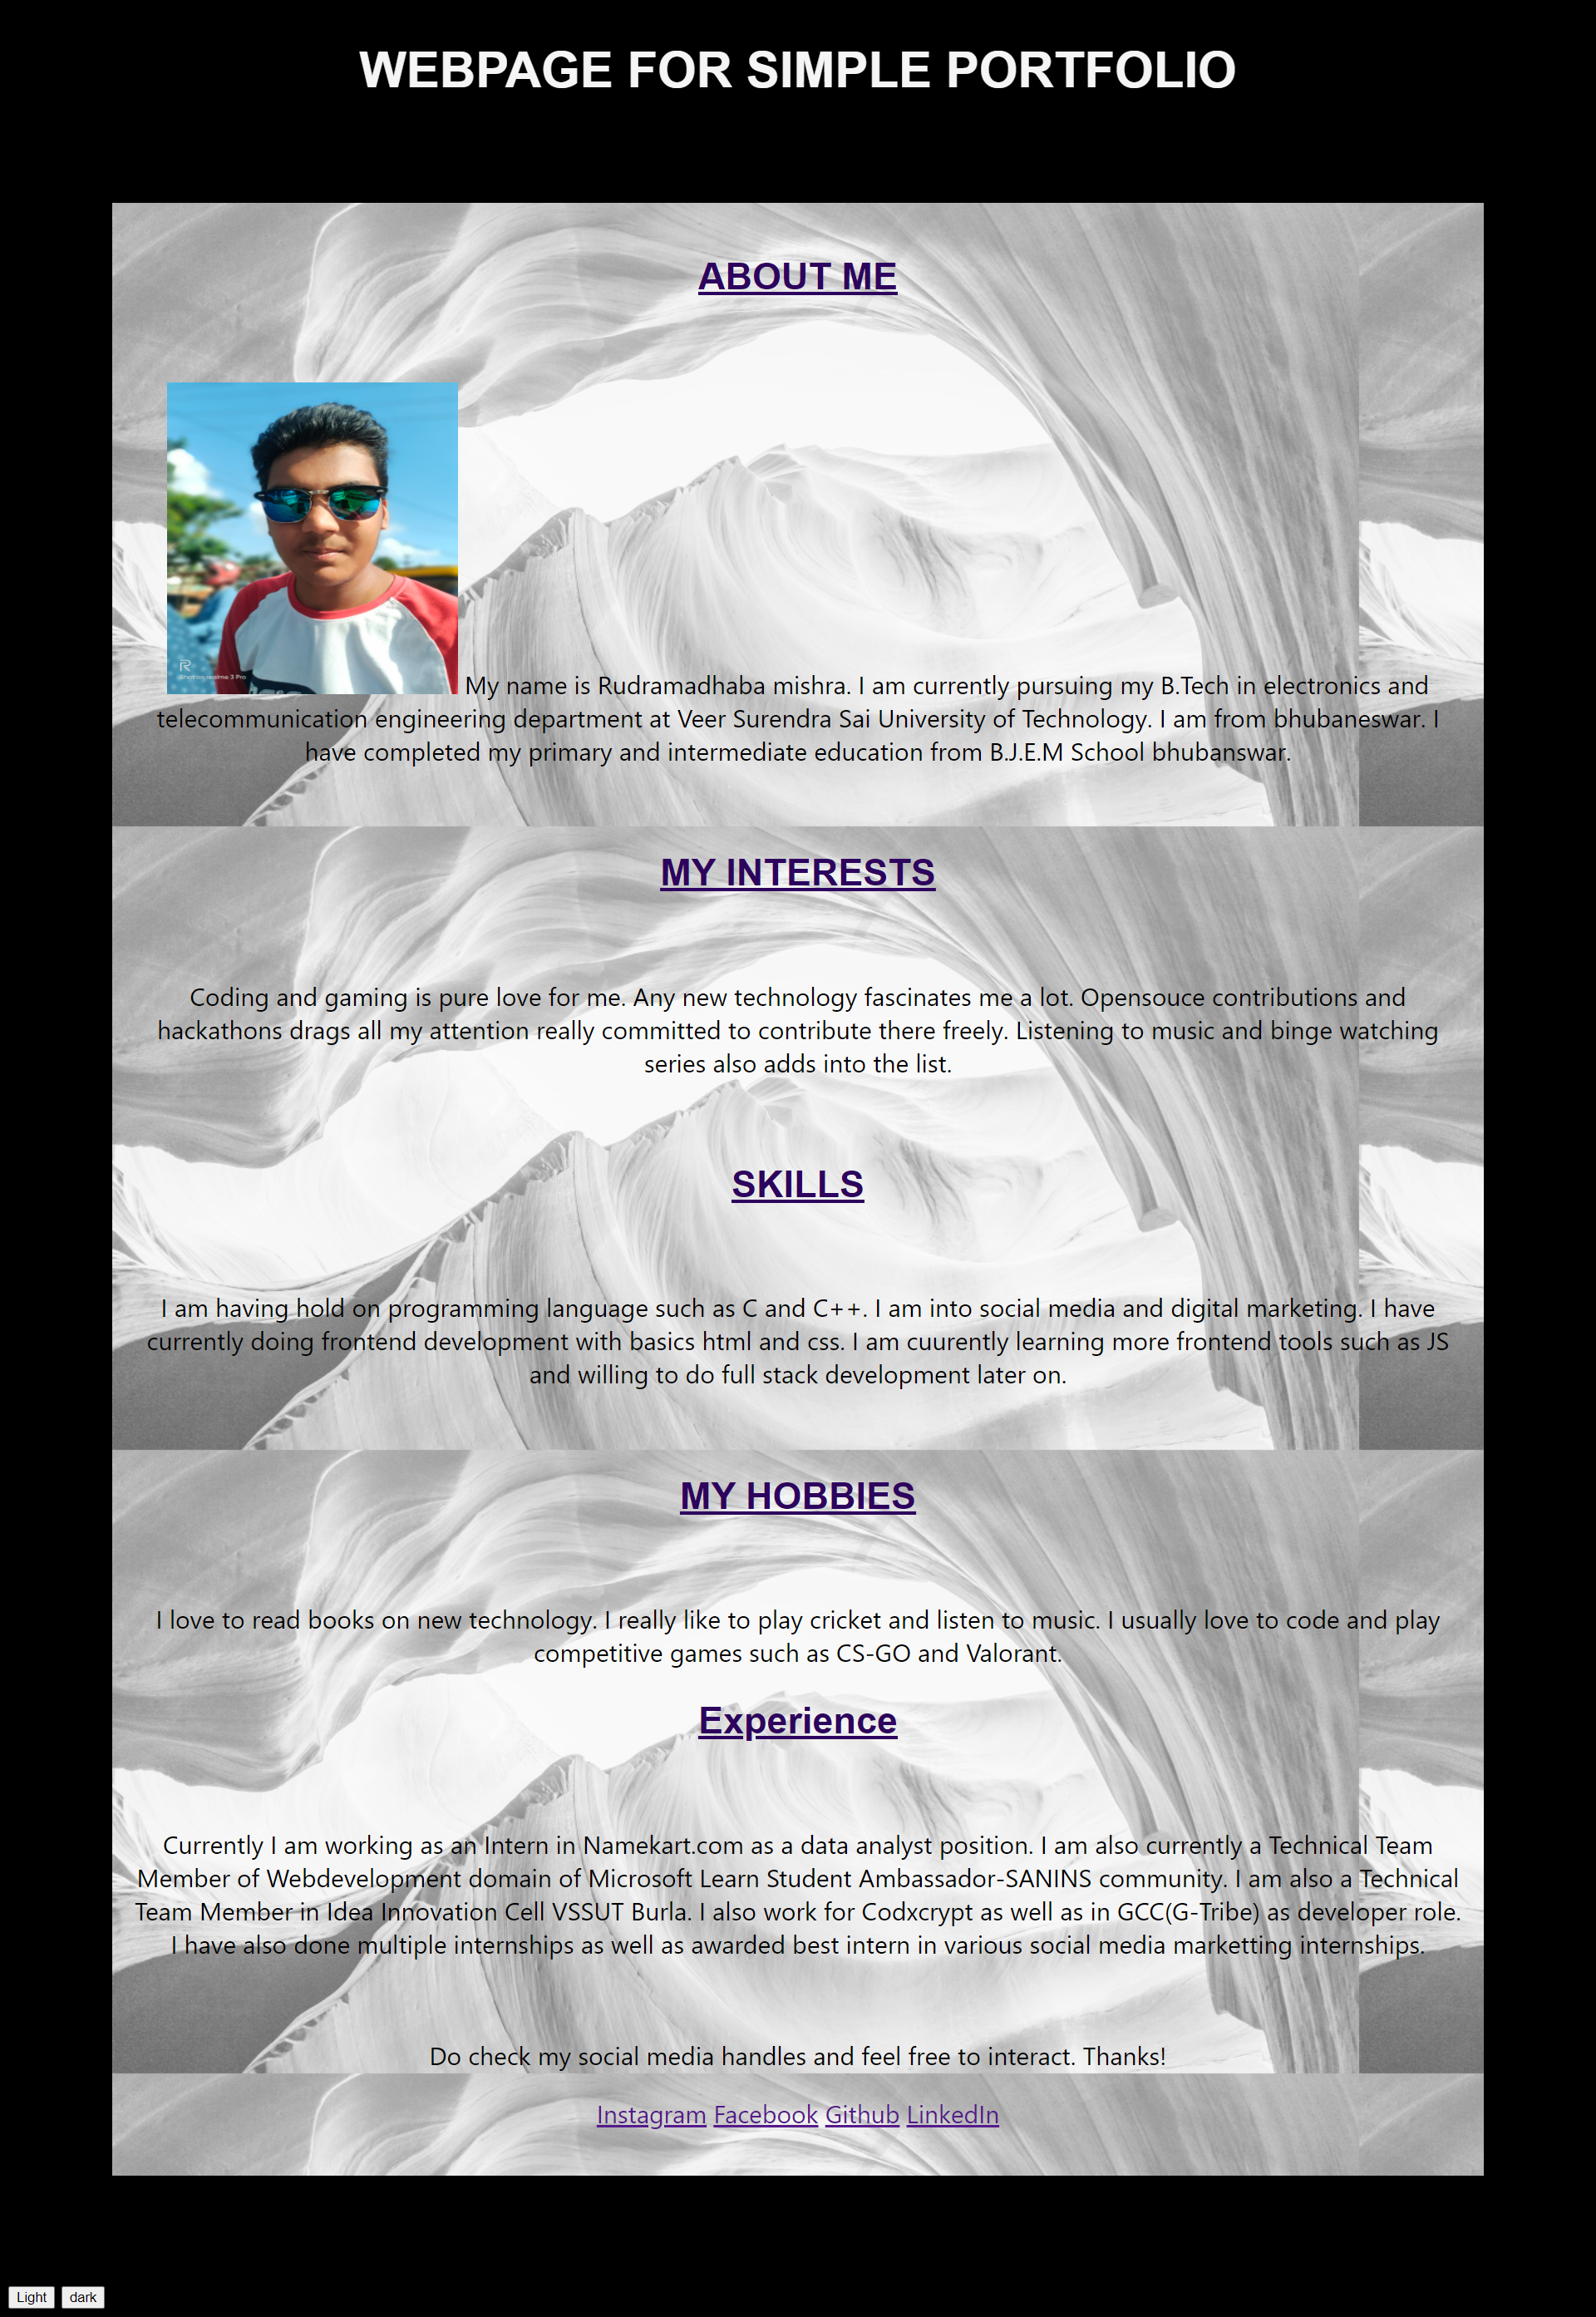 WEBPAGE FOR SIMPLE PORTFOLIO
ABOUT ME
My name is Rudramadhaba mishra. I am currently pursuing my B.Tech in electronics and
telecommunication engineering department at Veer Surendra Sai University of Technology. I am from bhubaneswar. I
have completed my primary and intermediate education from B.J.E.M School bhubanswar.
MY INTERESTS
Coding and gaming is pure love for me. Any new technology fascinates me a lot. Opensouce contributions and
hackathons drags all my attention really committed to contribute there freely. Listening to music and binge watching
series also adds into the list.
SKILLS
I am having hold on programming language such as C and C++. I am into social media and digital marketing. I have
currently doing frontend development with basics html and css. I am cuurently learning more frontend tools such as JS
and willing to do full stack development later on.
MY HOBBIES
I love to read books on new technology. I really like to play cricket and listen to music. I usually love to code and play
competitive games such as CS-GO and Valorant.
Experience
Currently I am working as an Intern in Namekart.com as a data analyst position. I am also currently a Technical Team
Member of Webdevelopment domain of Microsoft Learn Student Ambassador-SANINS community. I am also a Technical
Team Member in Idea Innovation Cell VSSUT Burla. I also work for Codxcrypt as well as in GCC(G-Tribe) as developer role.
I have also done multiple internships as well as awarded best intern in various social media marketting internships.
Do check my social media handles and feel free to interact. Thanks!
Instagram Facebook Github LinkedIn
Light dark